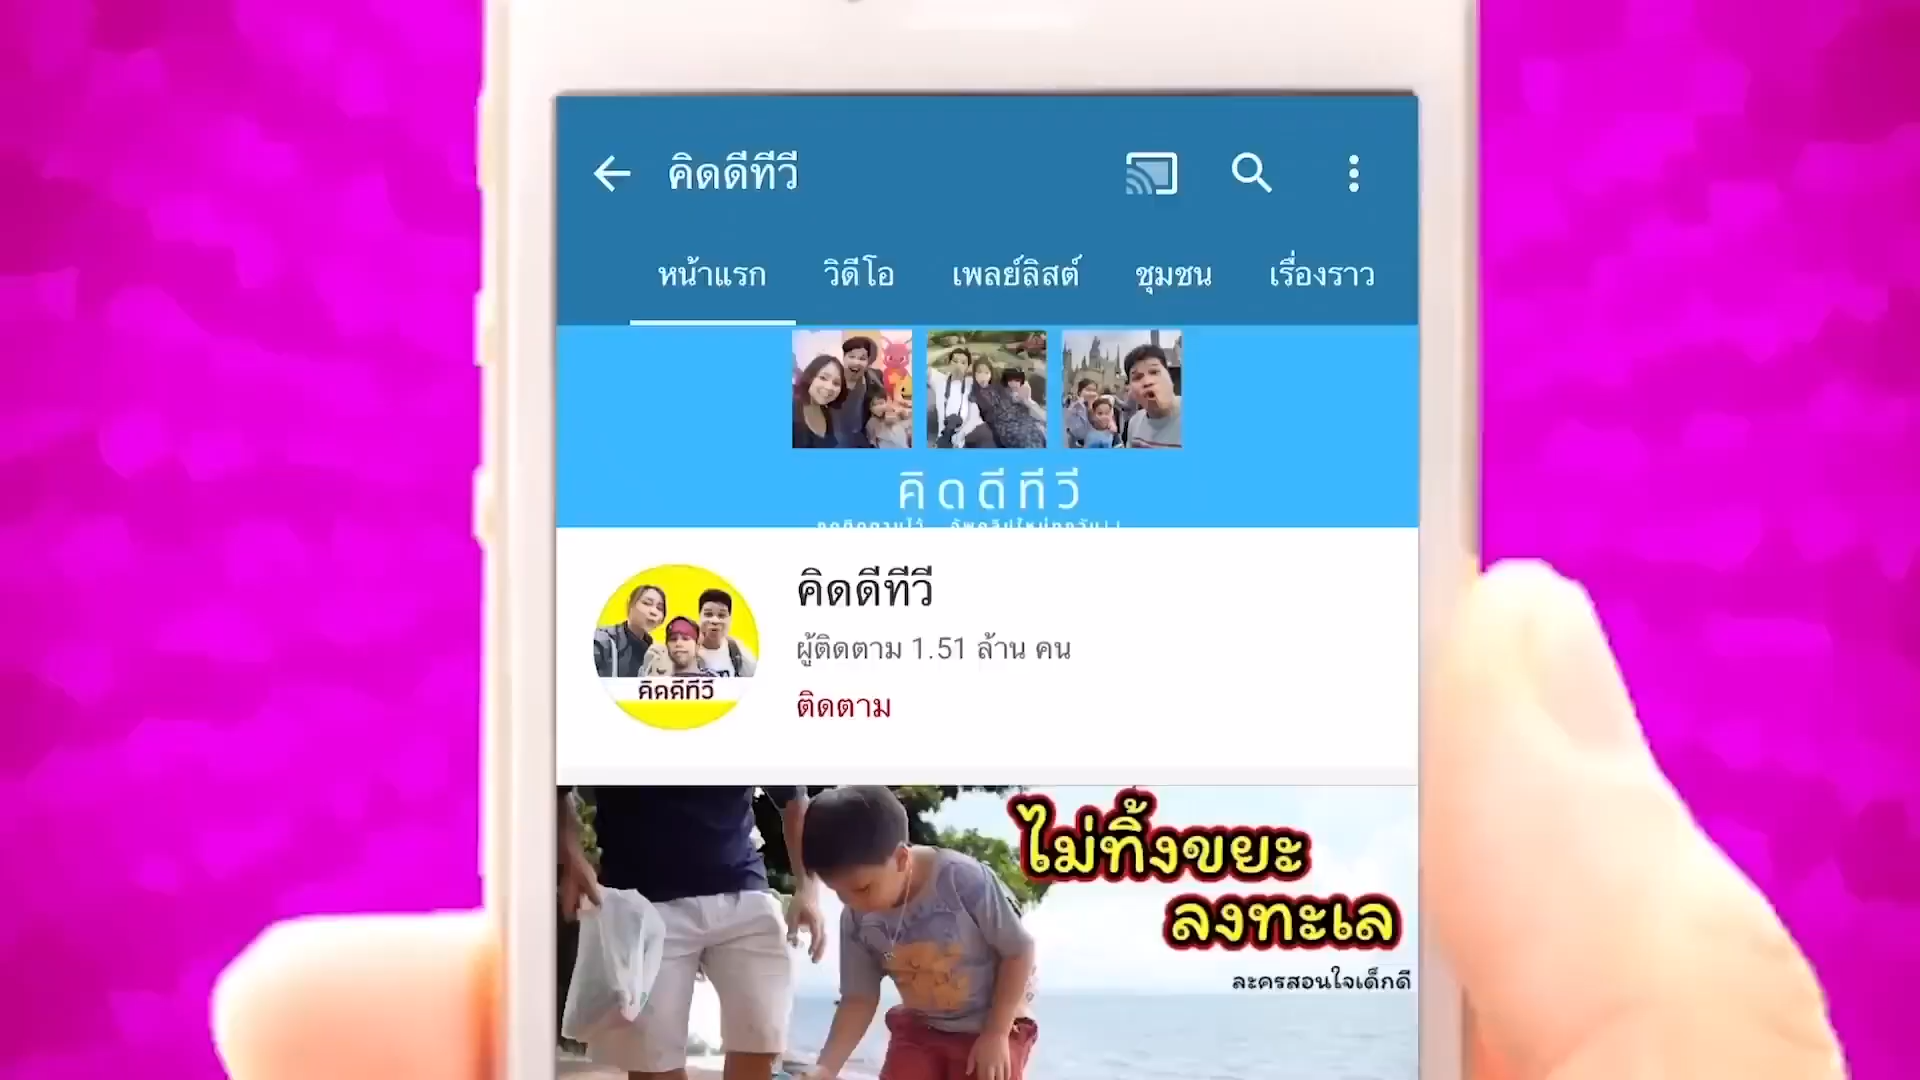 คิดดีทีวี
หน้าแรก วิดีโอ เพลย์ลิสต์ ชุมชน เรื่องราว
คิดดีทีวี
คิดดีทีวี
ผู้ติดตาม 1.51 ล้าน คน
ติดตาม
คิดดีทีวี
ไม่ทิ้งขยะ
ลงทะเล
ละครสอนใจเด็กดี